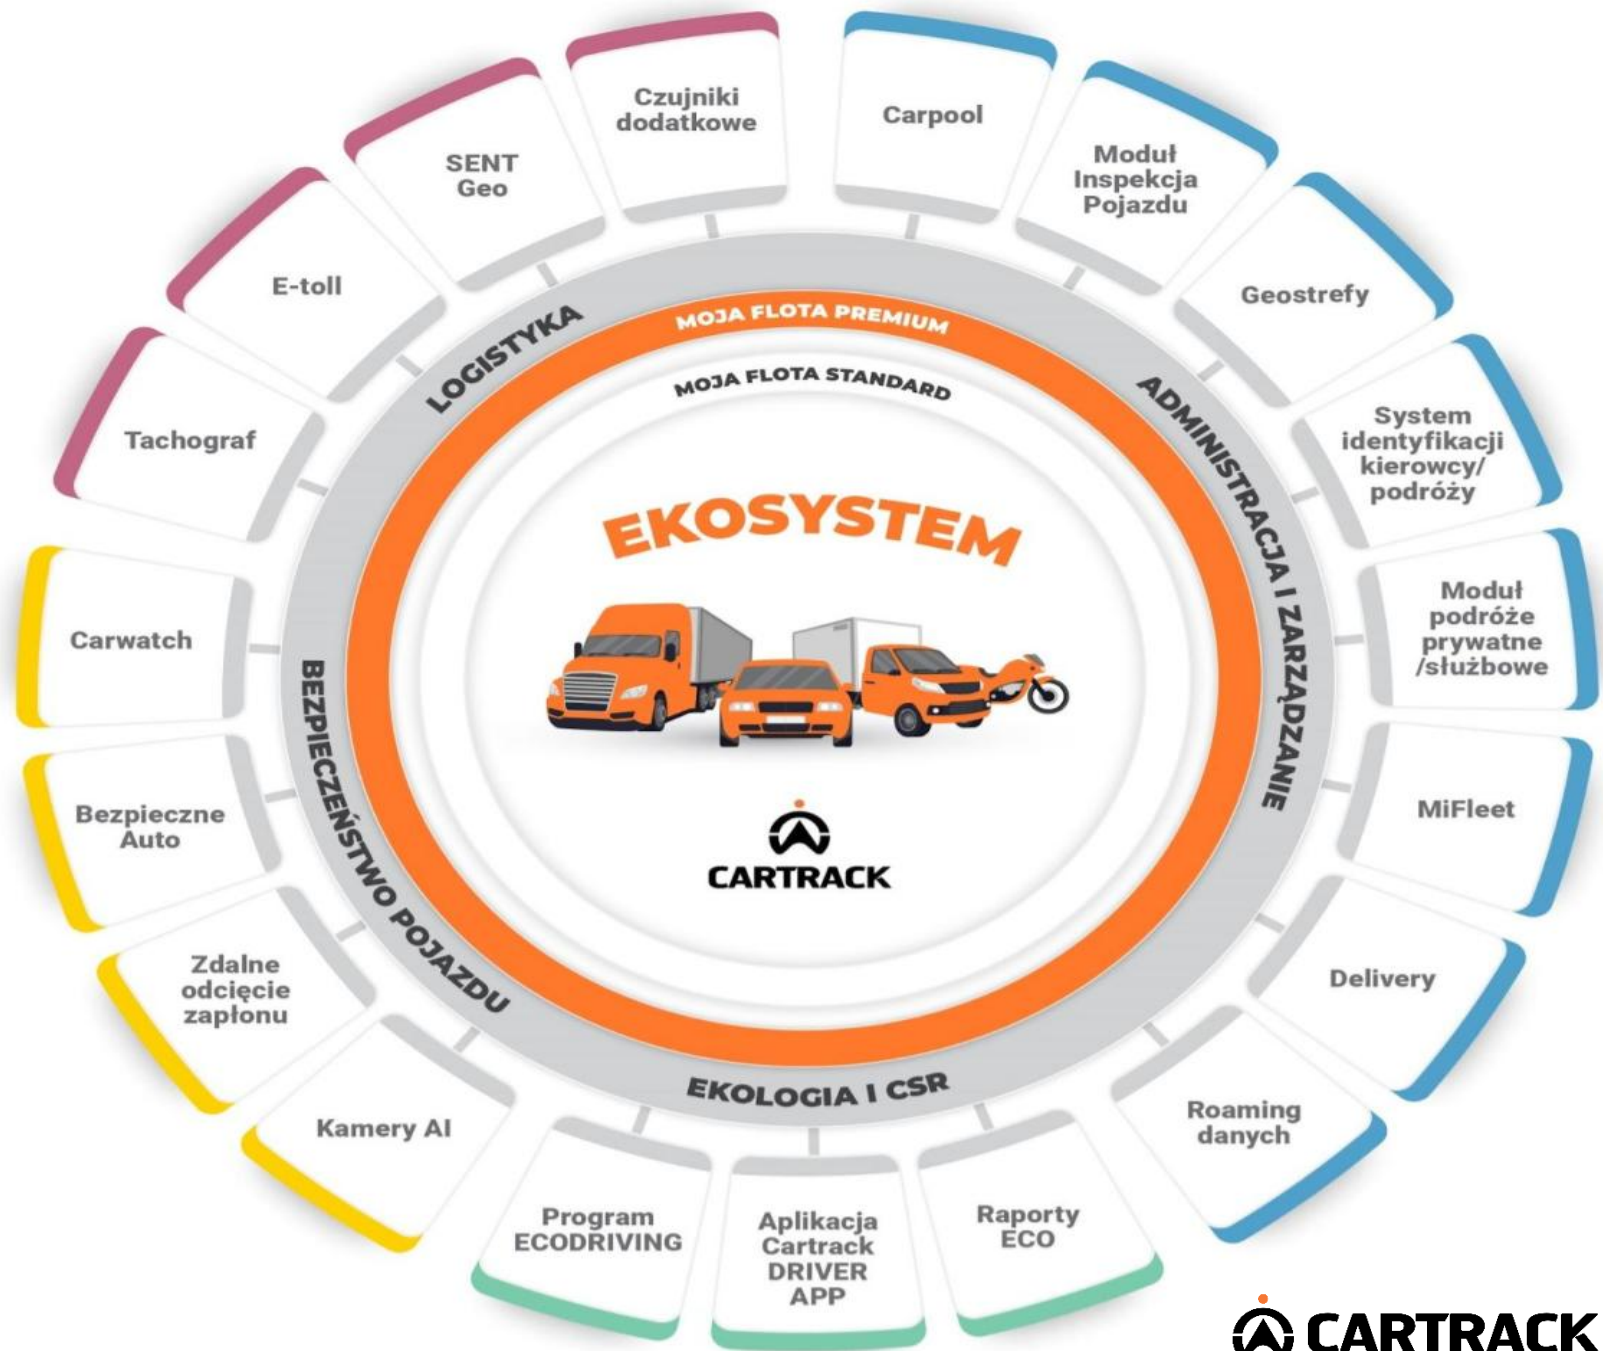 Czujniki
dodatkowe
Carpool
Moduł
Inspekcja
Pojazdu
Geostrefy
System
identyfikacji
kierowcy/
podróży
Moduł
podróże
prywatne
/służbowe
MiFleet
Delivery
Roaming
danych
Raporty
ECO
Aplikacja
Cartrack
DRIVER
APP
Program
ECODRIVING
Kamery AI
Zdalne
odcięcie
zapłonu
Bezpieczne
Auto
Carwatch
Tachograf
E-toll
SENT
Geo
LOGISTYKA
ADMINISTRACJA I ZARZĄDZANIE
EKOLOGIA I CSR
BEZPIECZEŃSTWO POJAZDU
MOJA FLOTA PREMIUM
MOJA FLOTA STANDARD
EKOSYSTEM
CARTRACK
CARTRACK